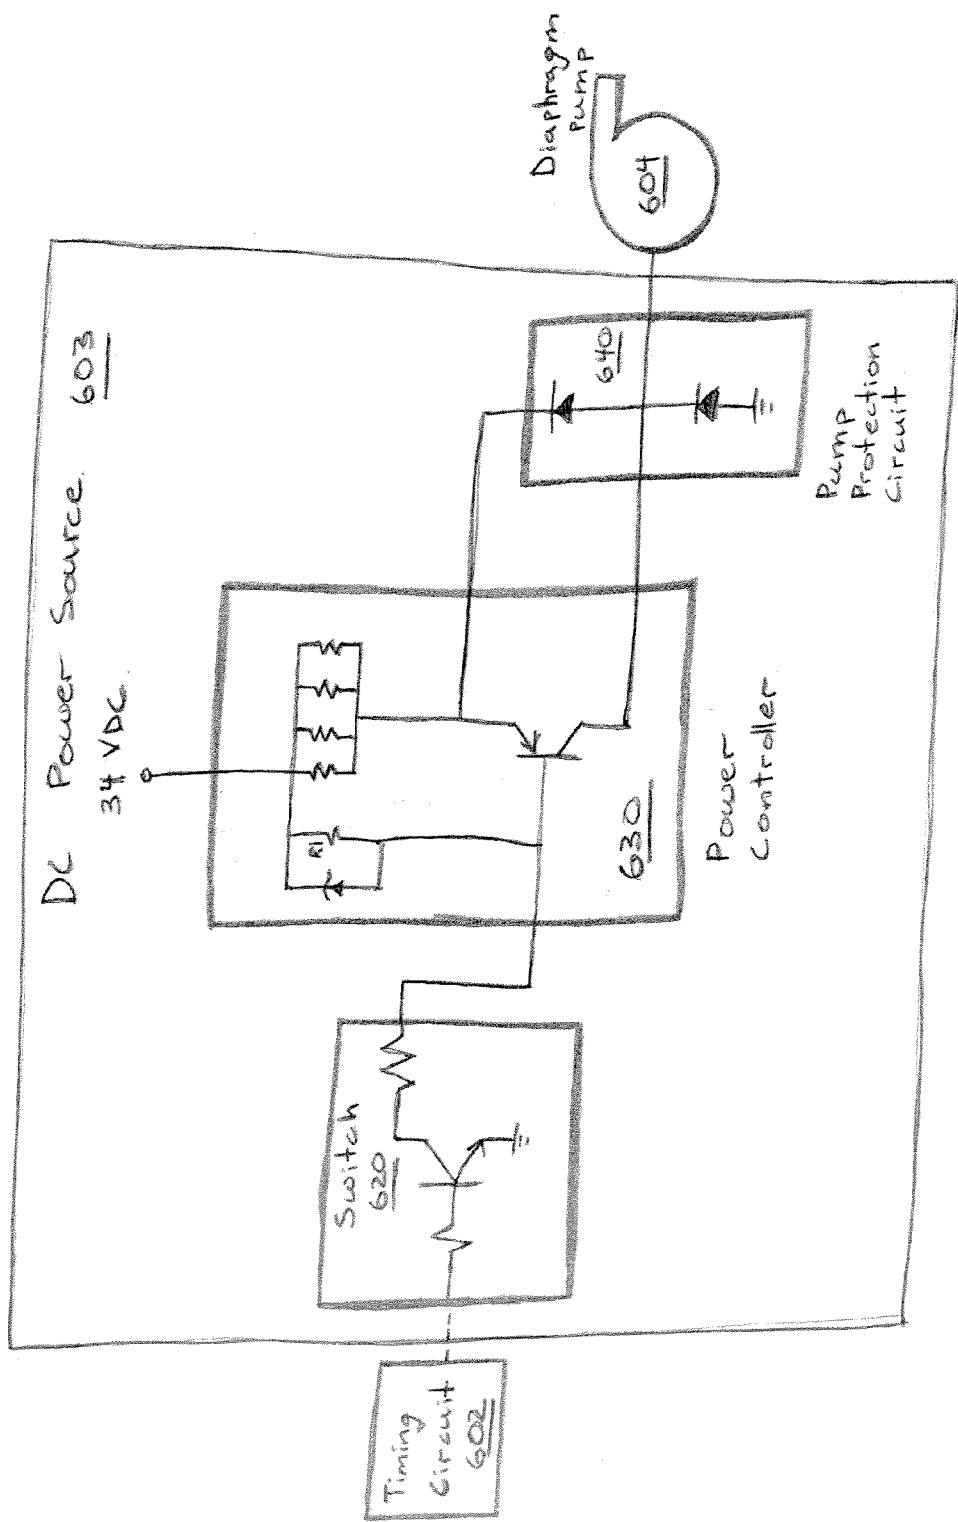 DC Power Source 603
34 VDC
R1
630
Power
Controller
Switch
620
Timing
Circuit
602
640
Pump
Protection
Circuit
Diaphragm
Pump
604